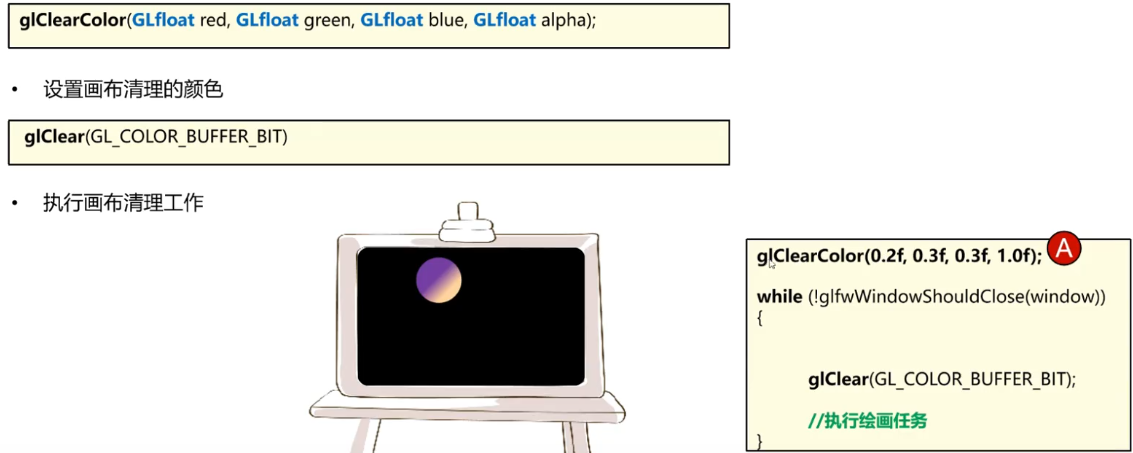 glClearColor(GLfloat red, GLfloat green, GLfloat blue, GLfloat alpha);
• 设置画布清理的颜色
glClear(GL_COLOR_BUFFER_BIT)
• 执行画布清理工作
A
glClearColor(0.2f, 0.3f, 0.3f, 1.0f);
while (!glfwWindowShouldClose(window))
{
glClear(GL_COLOR_BUFFER_BIT);
//执行绘画任务
}